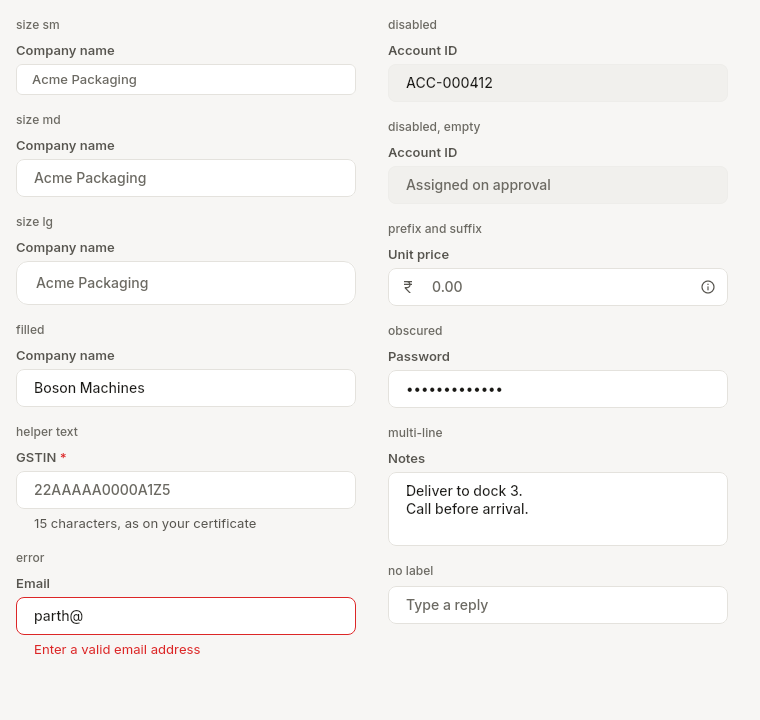 size sm
Company name
Acme Packaging
size md
Company name
Acme Packaging
size lg
Company name
Acme Packaging
filled
Company name
Boson Machines
helper text
GSTIN *
22AAAAA0000A1Z5
15 characters, as on your certificate
error
Email
parth@
Enter a valid email address
disabled
Account ID
ACC-000412
disabled, empty
Account ID
Assigned on approval
prefix and suffix
Unit price
₹ 0.00
obscured
Password
•••••••••••••
multi-line
Notes
Deliver to dock 3.
Call before arrival.
no label
Type a reply